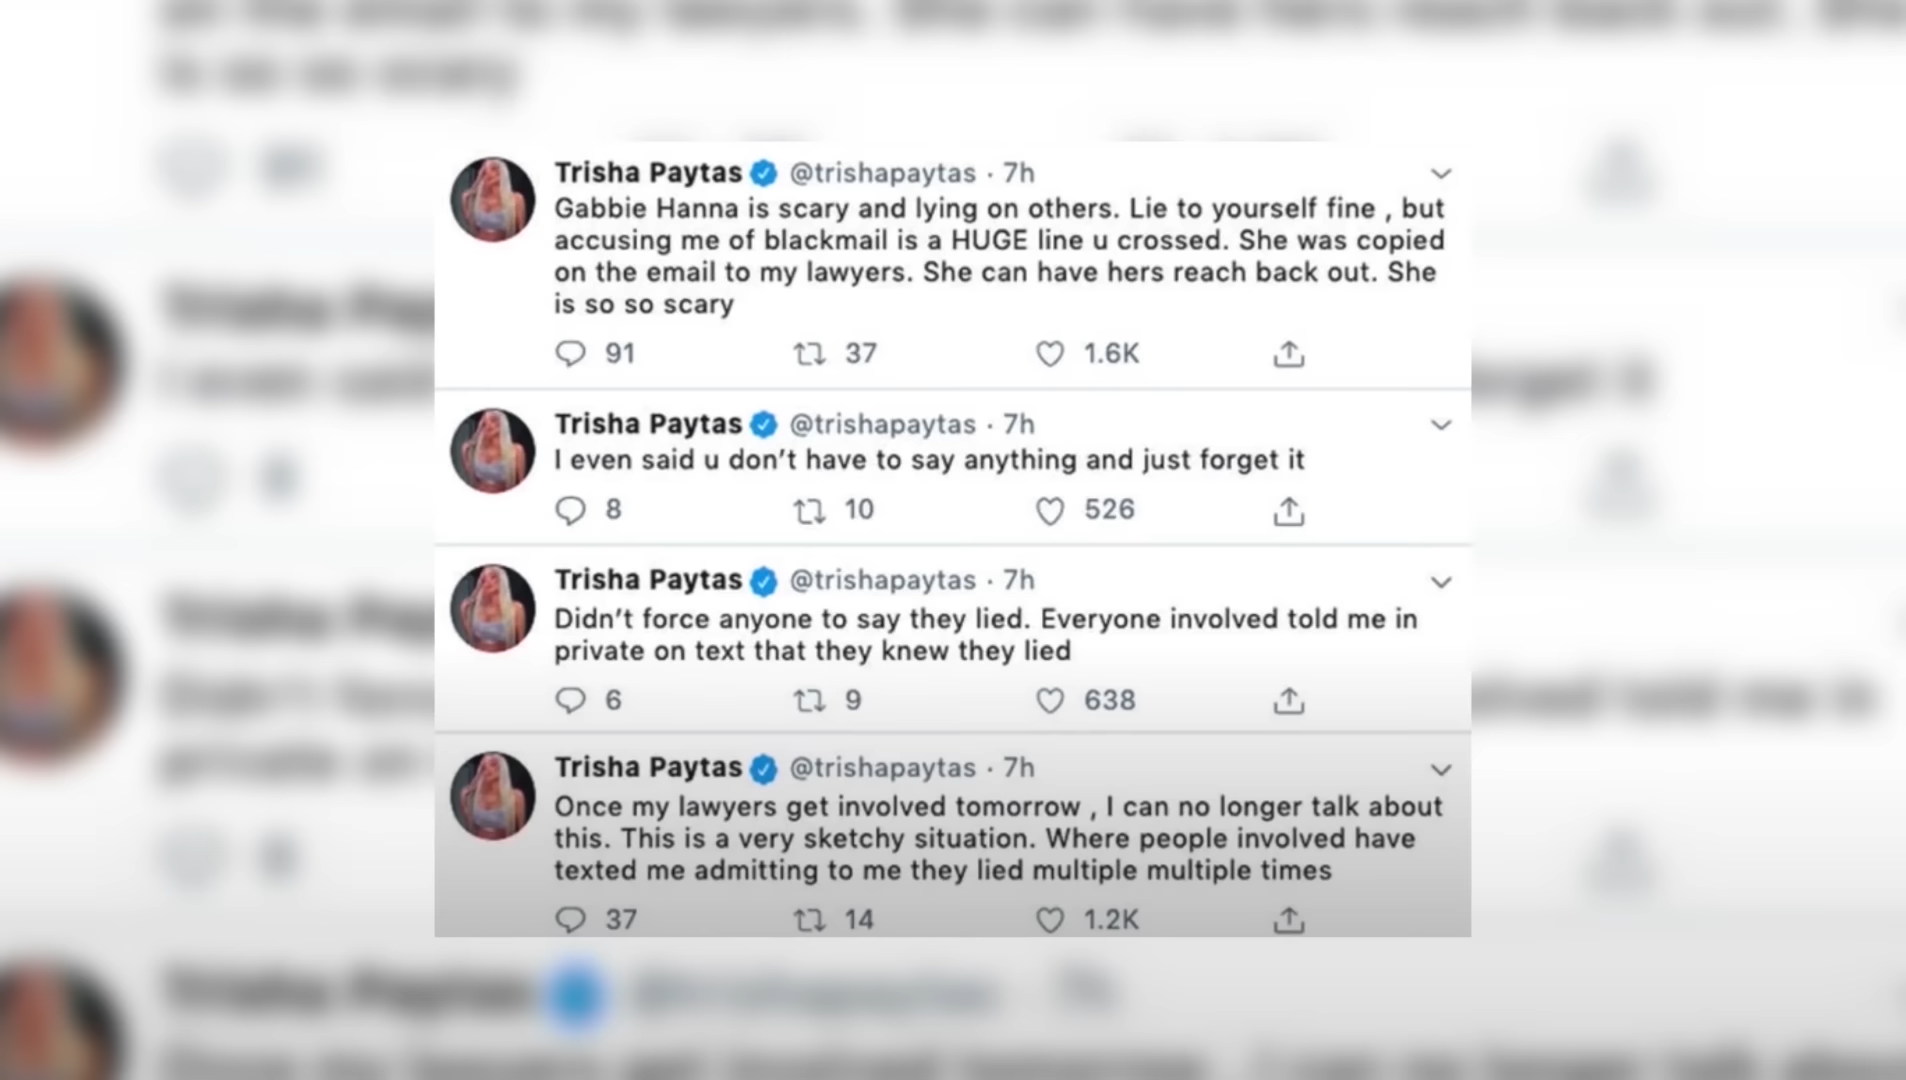 Trisha Paytas @trishapaytas · 7h
Gabbie Hanna is scary and lying on others. Lie to yourself fine , but
accusing me of blackmail is a HUGE line u crossed. She was copied
on the email to my lawyers. She can have hers reach back out. She
is so so scary
91 37 1.6K
Trisha Paytas @trishapaytas · 7h
I even said u don't have to say anything and just forget it
8 10 526
Trisha Paytas @trishapaytas · 7h
Didn't force anyone to say they lied. Everyone involved told me in
private on text that they knew they lied
6 9 638
Trisha Paytas @trishapaytas · 7h
Once my lawyers get involved tomorrow , I can no longer talk about
this. This is a very sketchy situation. Where people involved have
texted me admitting to me they lied multiple multiple times
37 14 1.2K